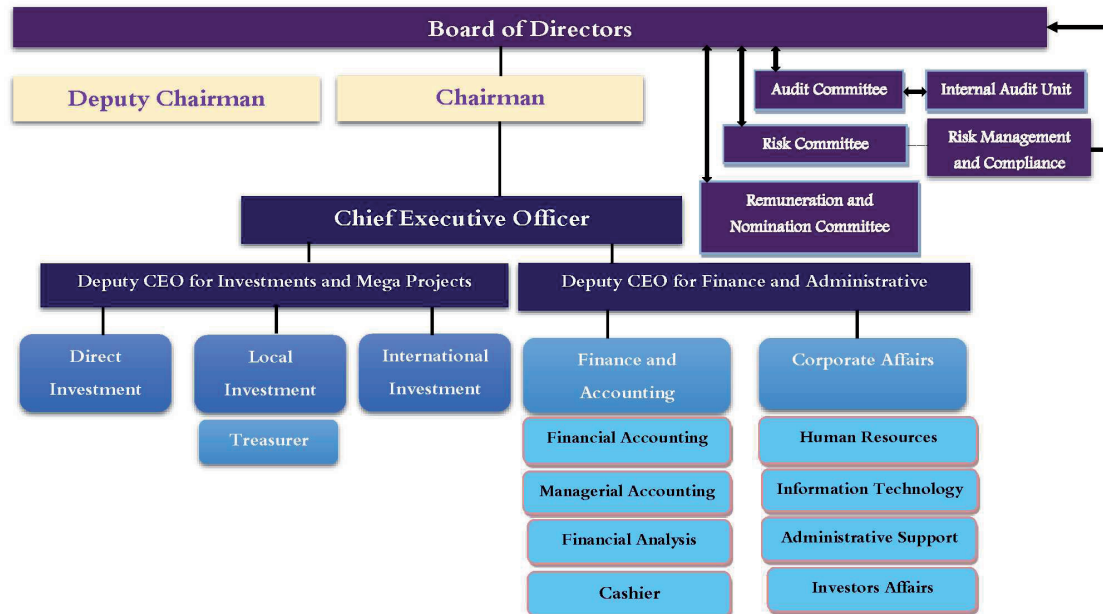 Board of Directors
Deputy Chairman
Chairman
Audit Committee
Internal Audit Unit
Risk Committee
Risk Management
and Compliance
Remuneration and
Nomination Committee
Chief Executive Officer
Deputy CEO for Investments and Mega Projects
Deputy CEO for Finance and Administrative
Direct
Investment
Local
Investment
International
Investment
Finance and
Accounting
Corporate Affairs
Treasurer
Financial Accounting
Managerial Accounting
Financial Analysis
Cashier
Human Resources
Information Technology
Administrative Support
Investors Affairs